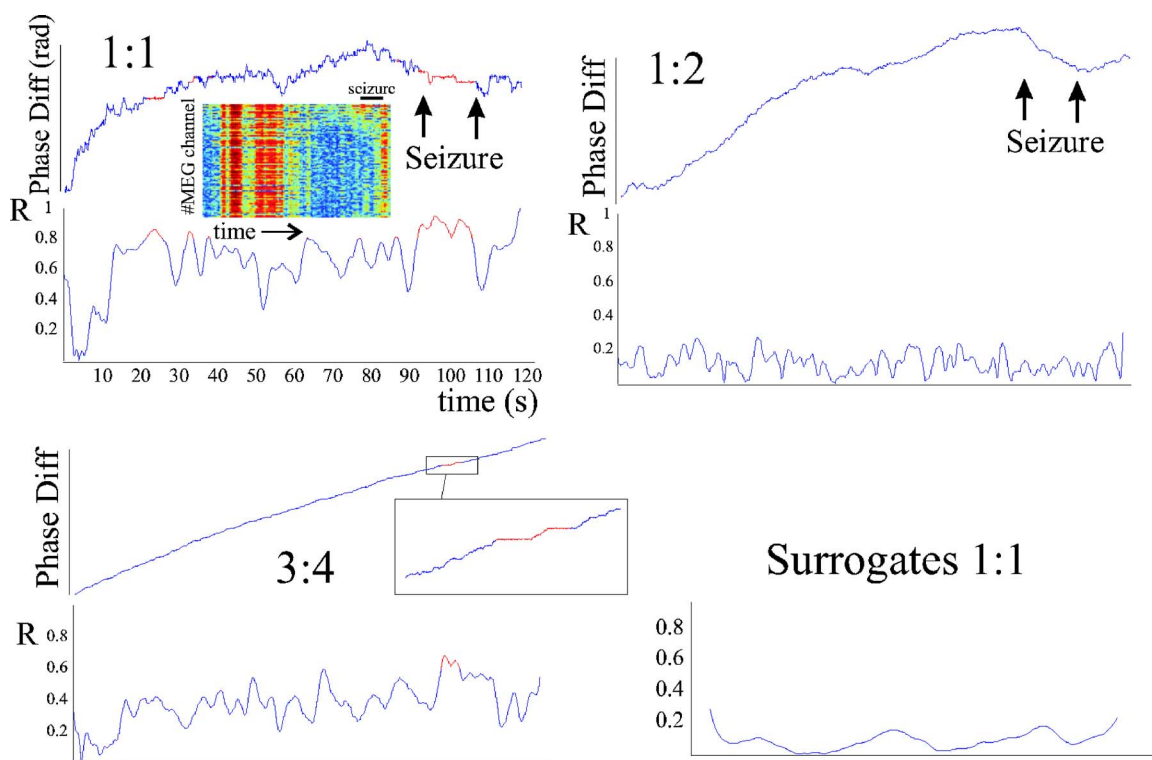 1:1
Phase Diff (rad)
seizure
#MEG channel
time
Seizure
R
1
0.8
0.6
0.4
0.2
10 20 30 40 50 60 70 80 90 100 110 120
time (s)
1:2
Phase Diff
Seizure
R
1
0.8
0.6
0.4
0.2
Phase Diff
3:4
R
0.8
0.6
0.4
0.2
Surrogates 1:1
0.8
0.6
0.4
0.2